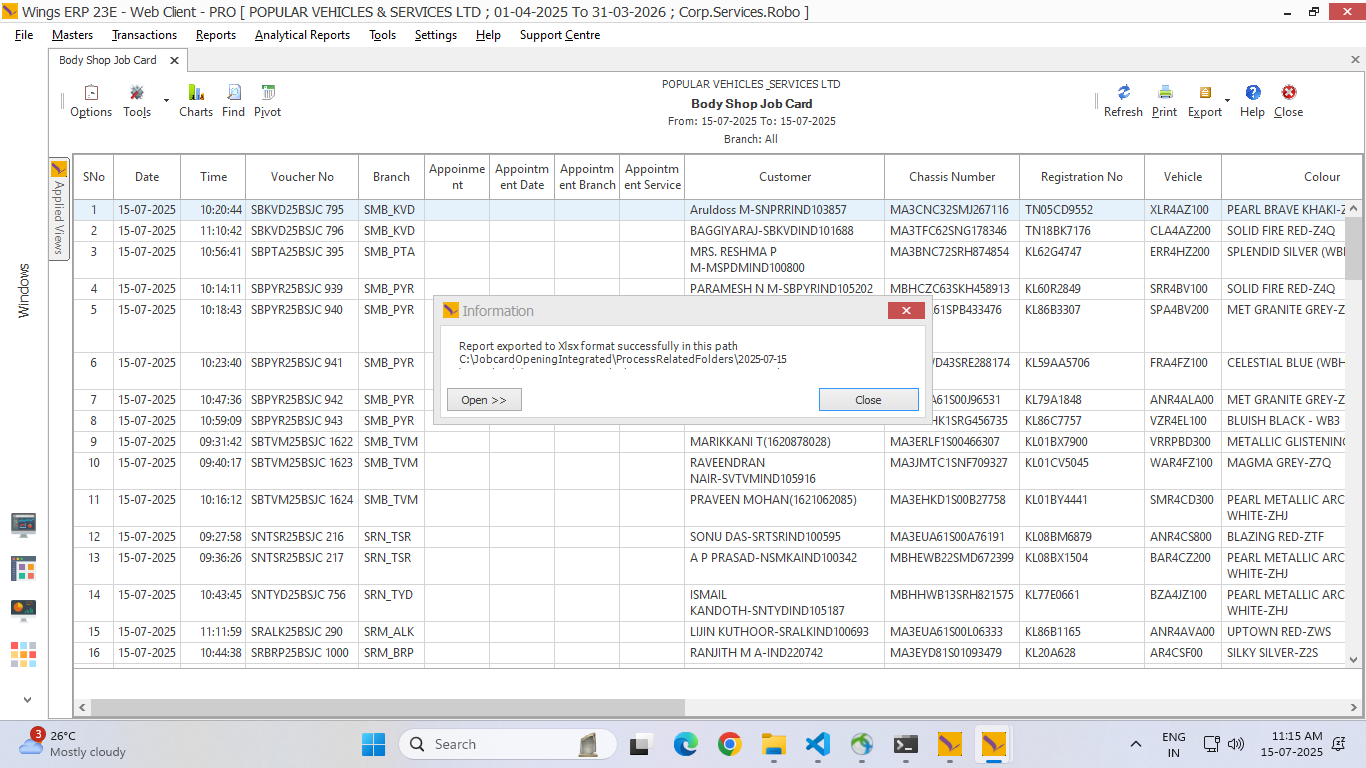 Wings ERP 23E - Web Client - PRO [ POPULAR VEHICLES & SERVICES LTD ; 01-04-2025 To 31-03-2026 ; Corp.Services.Robo ]
File Masters Transactions Reports Analytical Reports Tools Settings Help Support Centre
Body Shop Job Card
Options Tools Charts Find Pivot
POPULAR VEHICLES_SERVICES LTD
Body Shop Job Card
From: 15-07-2025 To: 15-07-2025
Branch: All
Refresh Print Export Help Close
Windows
Applied Views
SNo Date Time Voucher No Branch Appoinment Appointment Date Appointment Branch Appointment Service Customer Chassis Number Registration No Vehicle Colour
1 15-07-2025 10:20:44 SBKVD25BSJC 795 SMB_KVD Aruldoss M-SNPRRIND103857 MA3CNC32SMJ267116 TN05CD9552 XLR4AZ100 PEARL BRAVE KHAKI-Z
2 15-07-2025 11:10:42 SBKVD25BSJC 796 SMB_KVD BAGGIYARAJ-SBKVDIND101688 MA3TFC62SNG178346 TN18BK7176 CLA4AZ200 SOLID FIRE RED-Z4Q
3 15-07-2025 10:56:41 SBPTA25BSJC 395 SMB_PTA MRS. RESHMA P M-MSPDMIND100800 MA3BNC72SRH874854 KL62G4747 ERR4HZ200 SPLENDID SILVER (WB
4 15-07-2025 10:14:11 SBPYR25BSJC 939 SMB_PYR PARAMESH N M-SBPYRIND105202 MBHCZC63SKH458913 KL60R2849 SRR4BV100 SOLID FIRE RED-Z4Q
5 15-07-2025 10:18:43 SBPYR25BSJC 940 SMB_PYR 61SPB433476 KL86B3307 SPA4BV200 MET GRANITE GREY-Z
6 15-07-2025 10:23:40 SBPYR25BSJC 941 SMB_PYR D43SRE288174 KL59AA5706 FRA4FZ100 CELESTIAL BLUE (WBH
7 15-07-2025 10:47:36 SBPYR25BSJC 942 SMB_PYR A61S00J96531 KL79A1848 ANR4ALA00 MET GRANITE GREY-Z
8 15-07-2025 10:59:09 SBPYR25BSJC 943 SMB_PYR HK1SRG456735 KL86C7757 VZR4EL100 BLUISH BLACK - WB3
9 15-07-2025 09:31:42 SBTVM25BSJC 1622 SMB_TVM MARIKKANI T(1620878028) MA3ERLF1S00466307 KL01BX7900 VRRPBD300 METALLIC GLISTENING
10 15-07-2025 09:40:17 SBTVM25BSJC 1623 SMB_TVM RAVEENDRAN NAIR-SVTVMIND105916 MA3JMTC1SNF709327 KL01CV5045 WAR4FZ100 MAGMA GREY-Z7Q
11 15-07-2025 10:16:12 SBTVM25BSJC 1624 SMB_TVM PRAVEEN MOHAN(1621062085) MA3EHKD1S00B27758 KL01BY4441 SMR4CD300 PEARL METALLIC ARC WHITE-ZHJ
12 15-07-2025 09:27:58 SNTSR25BSJC 216 SRN_TSR SONU DAS-SRTSRIND100595 MA3EUA61S00A76191 KL08BM6879 ANR4CS800 BLAZING RED-ZTF
13 15-07-2025 09:36:26 SNTSR25BSJC 217 SRN_TSR A P PRASAD-NSMKAIND100342 MBHEWB22SMD672399 KL08BX1504 BAR4CZ200 PEARL METALLIC ARC WHITE-ZHJ
14 15-07-2025 10:43:45 SNTYD25BSJC 756 SRN_TYD ISMAIL KANDOTH-SNTYDIND105187 MBHHWB13SRH821575 KL77E0661 BZA4JZ100 PEARL METALLIC ARC WHITE-ZHJ
15 15-07-2025 11:11:59 SRALK25BSJC 290 SRM_ALK LIJIN KUTHOOR-SRALKIND100693 MA3EUA61S00L06333 KL86B1165 ANR4AVA00 UPTOWN RED-ZWS
16 15-07-2025 10:44:38 SRBRP25BSJC 1000 SRM_BRP RANJITH M A-IND220742 MA3EYD81S01093479 KL20A628 AR4CSF00 SILKY SILVER-Z2S
Information
Report exported to Xlsx format successfully in this path
C:\JobcardOpeningIntegrated\ProcessRelatedFolders\2025-07-15
Open >> Close
3 26°C
Mostly cloudy
Search
ENG
IN
11:15 AM
15-07-2025